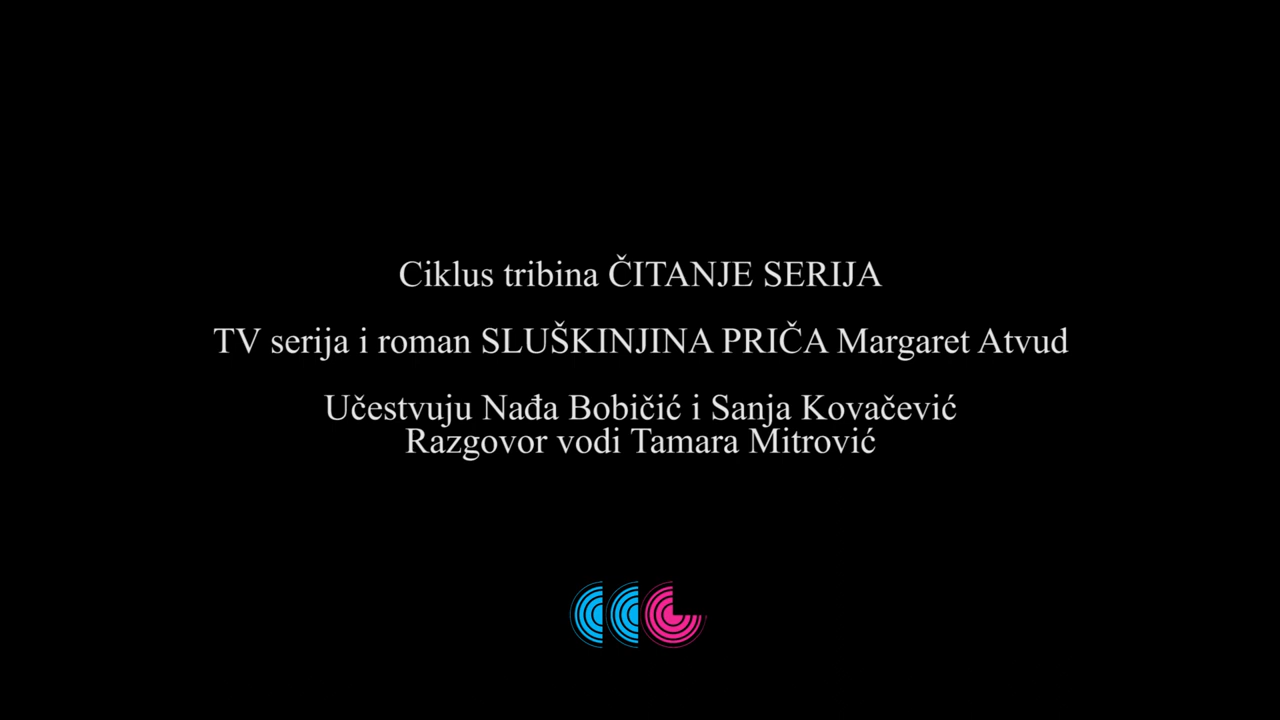 Ciklus tribina ČITANJE SERIJA
TV serija i roman SLUŠKINJINA PRIČA Margaret Atvud
Učestvuju Nađa Bobičić i Sanja Kovačević
Razgovor vodi Tamara Mitrović